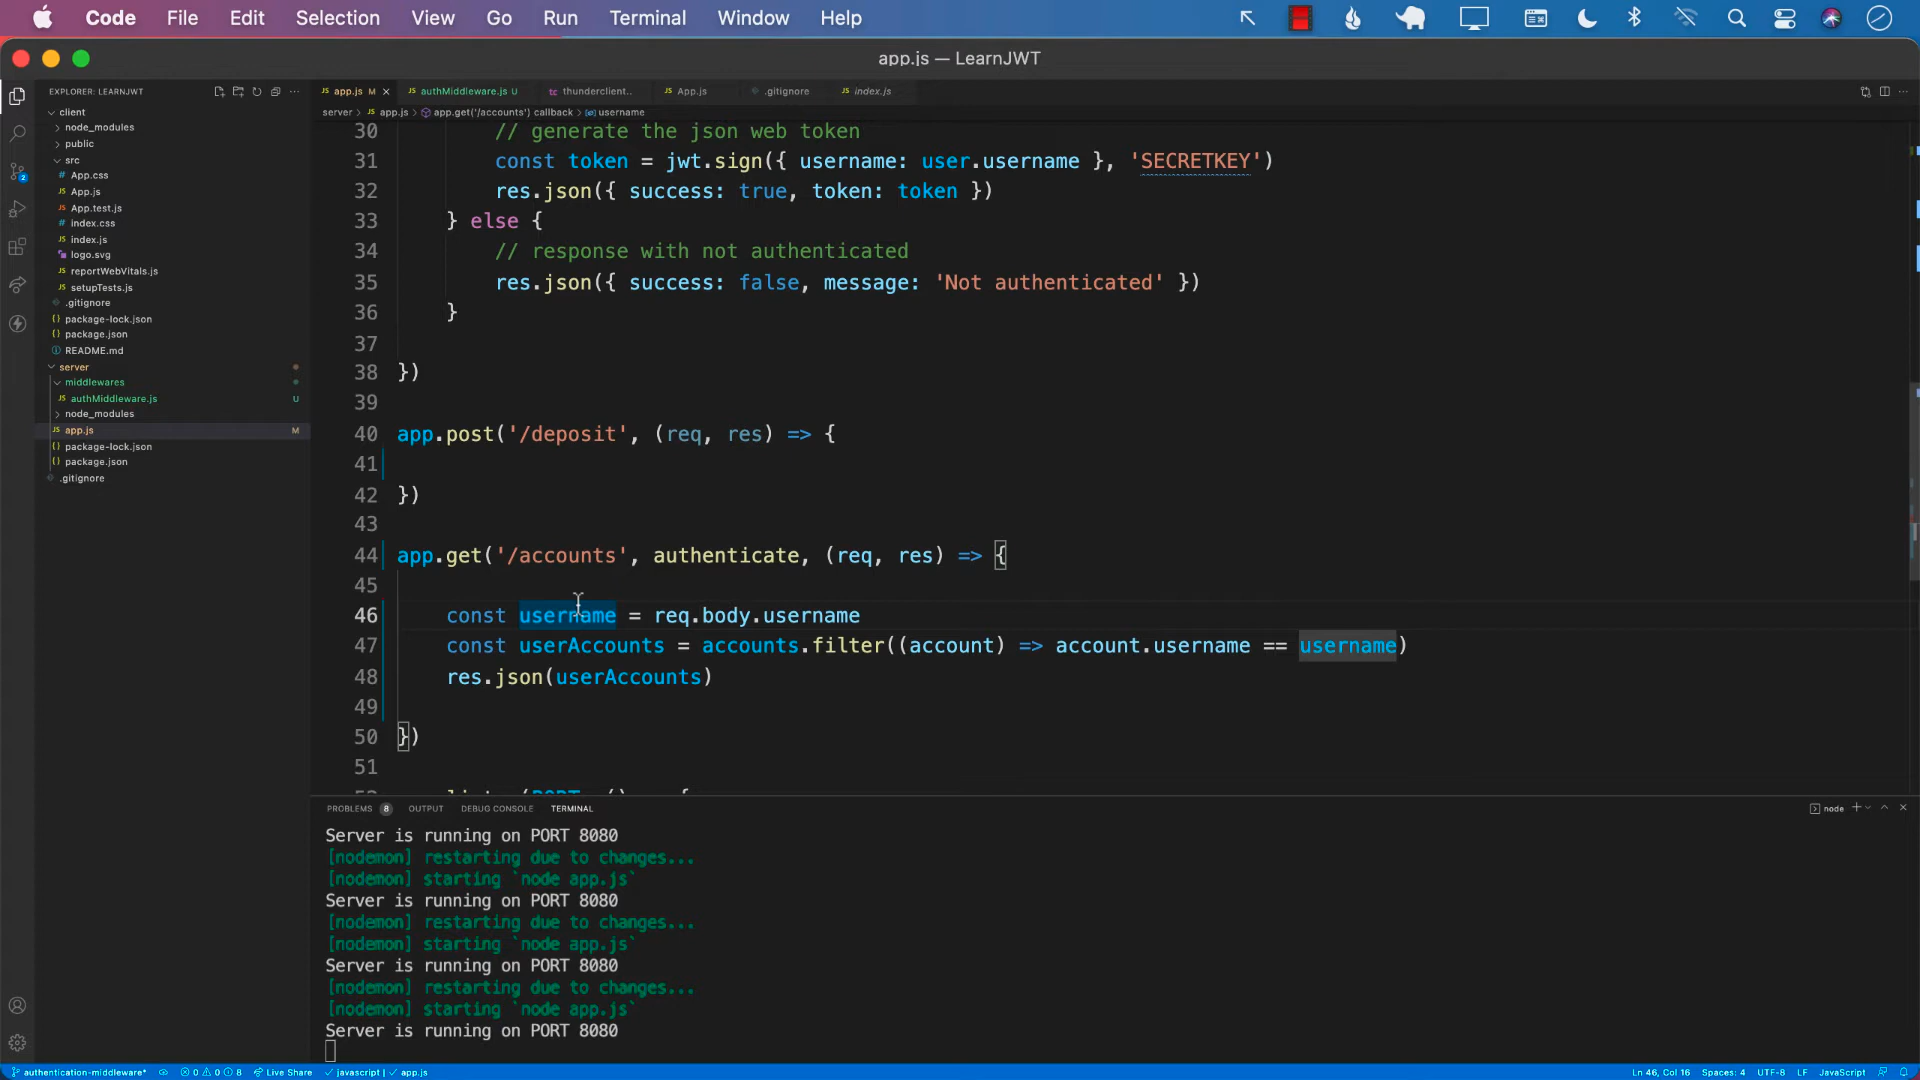 Code File Edit Selection View Go Run Terminal Window Help
app.js — LearnJWT
EXPLORER: LEARNJWT
client
node_modules
public
src
App.css
App.js
App.test.js
index.css
index.js
logo.svg
reportWebVitals.js
setupTests.js
.gitignore
package-lock.json
package.json
README.md
server
middlewares
authMiddleware.js U
node_modules
app.js M
package-lock.json
package.json
.gitignore
app.js M authMiddleware.js U thunderclient.. App.js .gitignore index.js
server > app.js > app.get('/accounts') callback > username
30 // generate the json web token
31 const token = jwt.sign({ username: user.username }, 'SECRETKEY')
32 res.json({ success: true, token: token })
33 } else {
34 // response with not authenticated
35 res.json({ success: false, message: 'Not authenticated' })
36 }
37
38 })
39
40 app.post('/deposit', (req, res) => {
41
42 })
43
44 app.get('/accounts', authenticate, (req, res) => {
45
46 const username = req.body.username
47 const userAccounts = accounts.filter((account) => account.username == username)
48 res.json(userAccounts)
49
50 })
51
PROBLEMS 8 OUTPUT DEBUG CONSOLE TERMINAL node
Server is running on PORT 8080
[nodemon] restarting due to changes...
[nodemon] starting `node app.js`
Server is running on PORT 8080
[nodemon] restarting due to changes...
[nodemon] starting `node app.js`
Server is running on PORT 8080
[nodemon] restarting due to changes...
[nodemon] starting `node app.js`
Server is running on PORT 8080
authentication-middleware* 0 0 8 Live Share javascript | app.js Ln 46, Col 16 Spaces: 4 UTF-8 LF JavaScript